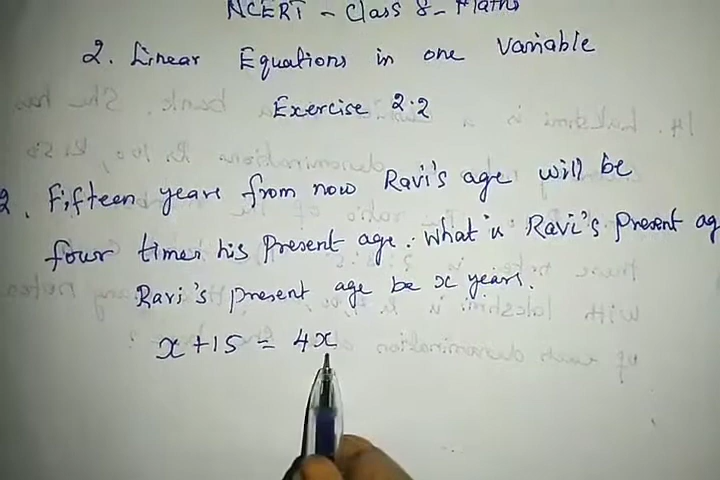 NCERT - Class 8 - Maths
2. Linear Equations in one Variable
Exercise 2.2
2. Fifteen years from now Ravi's age will be
four times his Present age. What is Ravi's Present ag
Ravi's present age be x years.
x + 15 = 4x